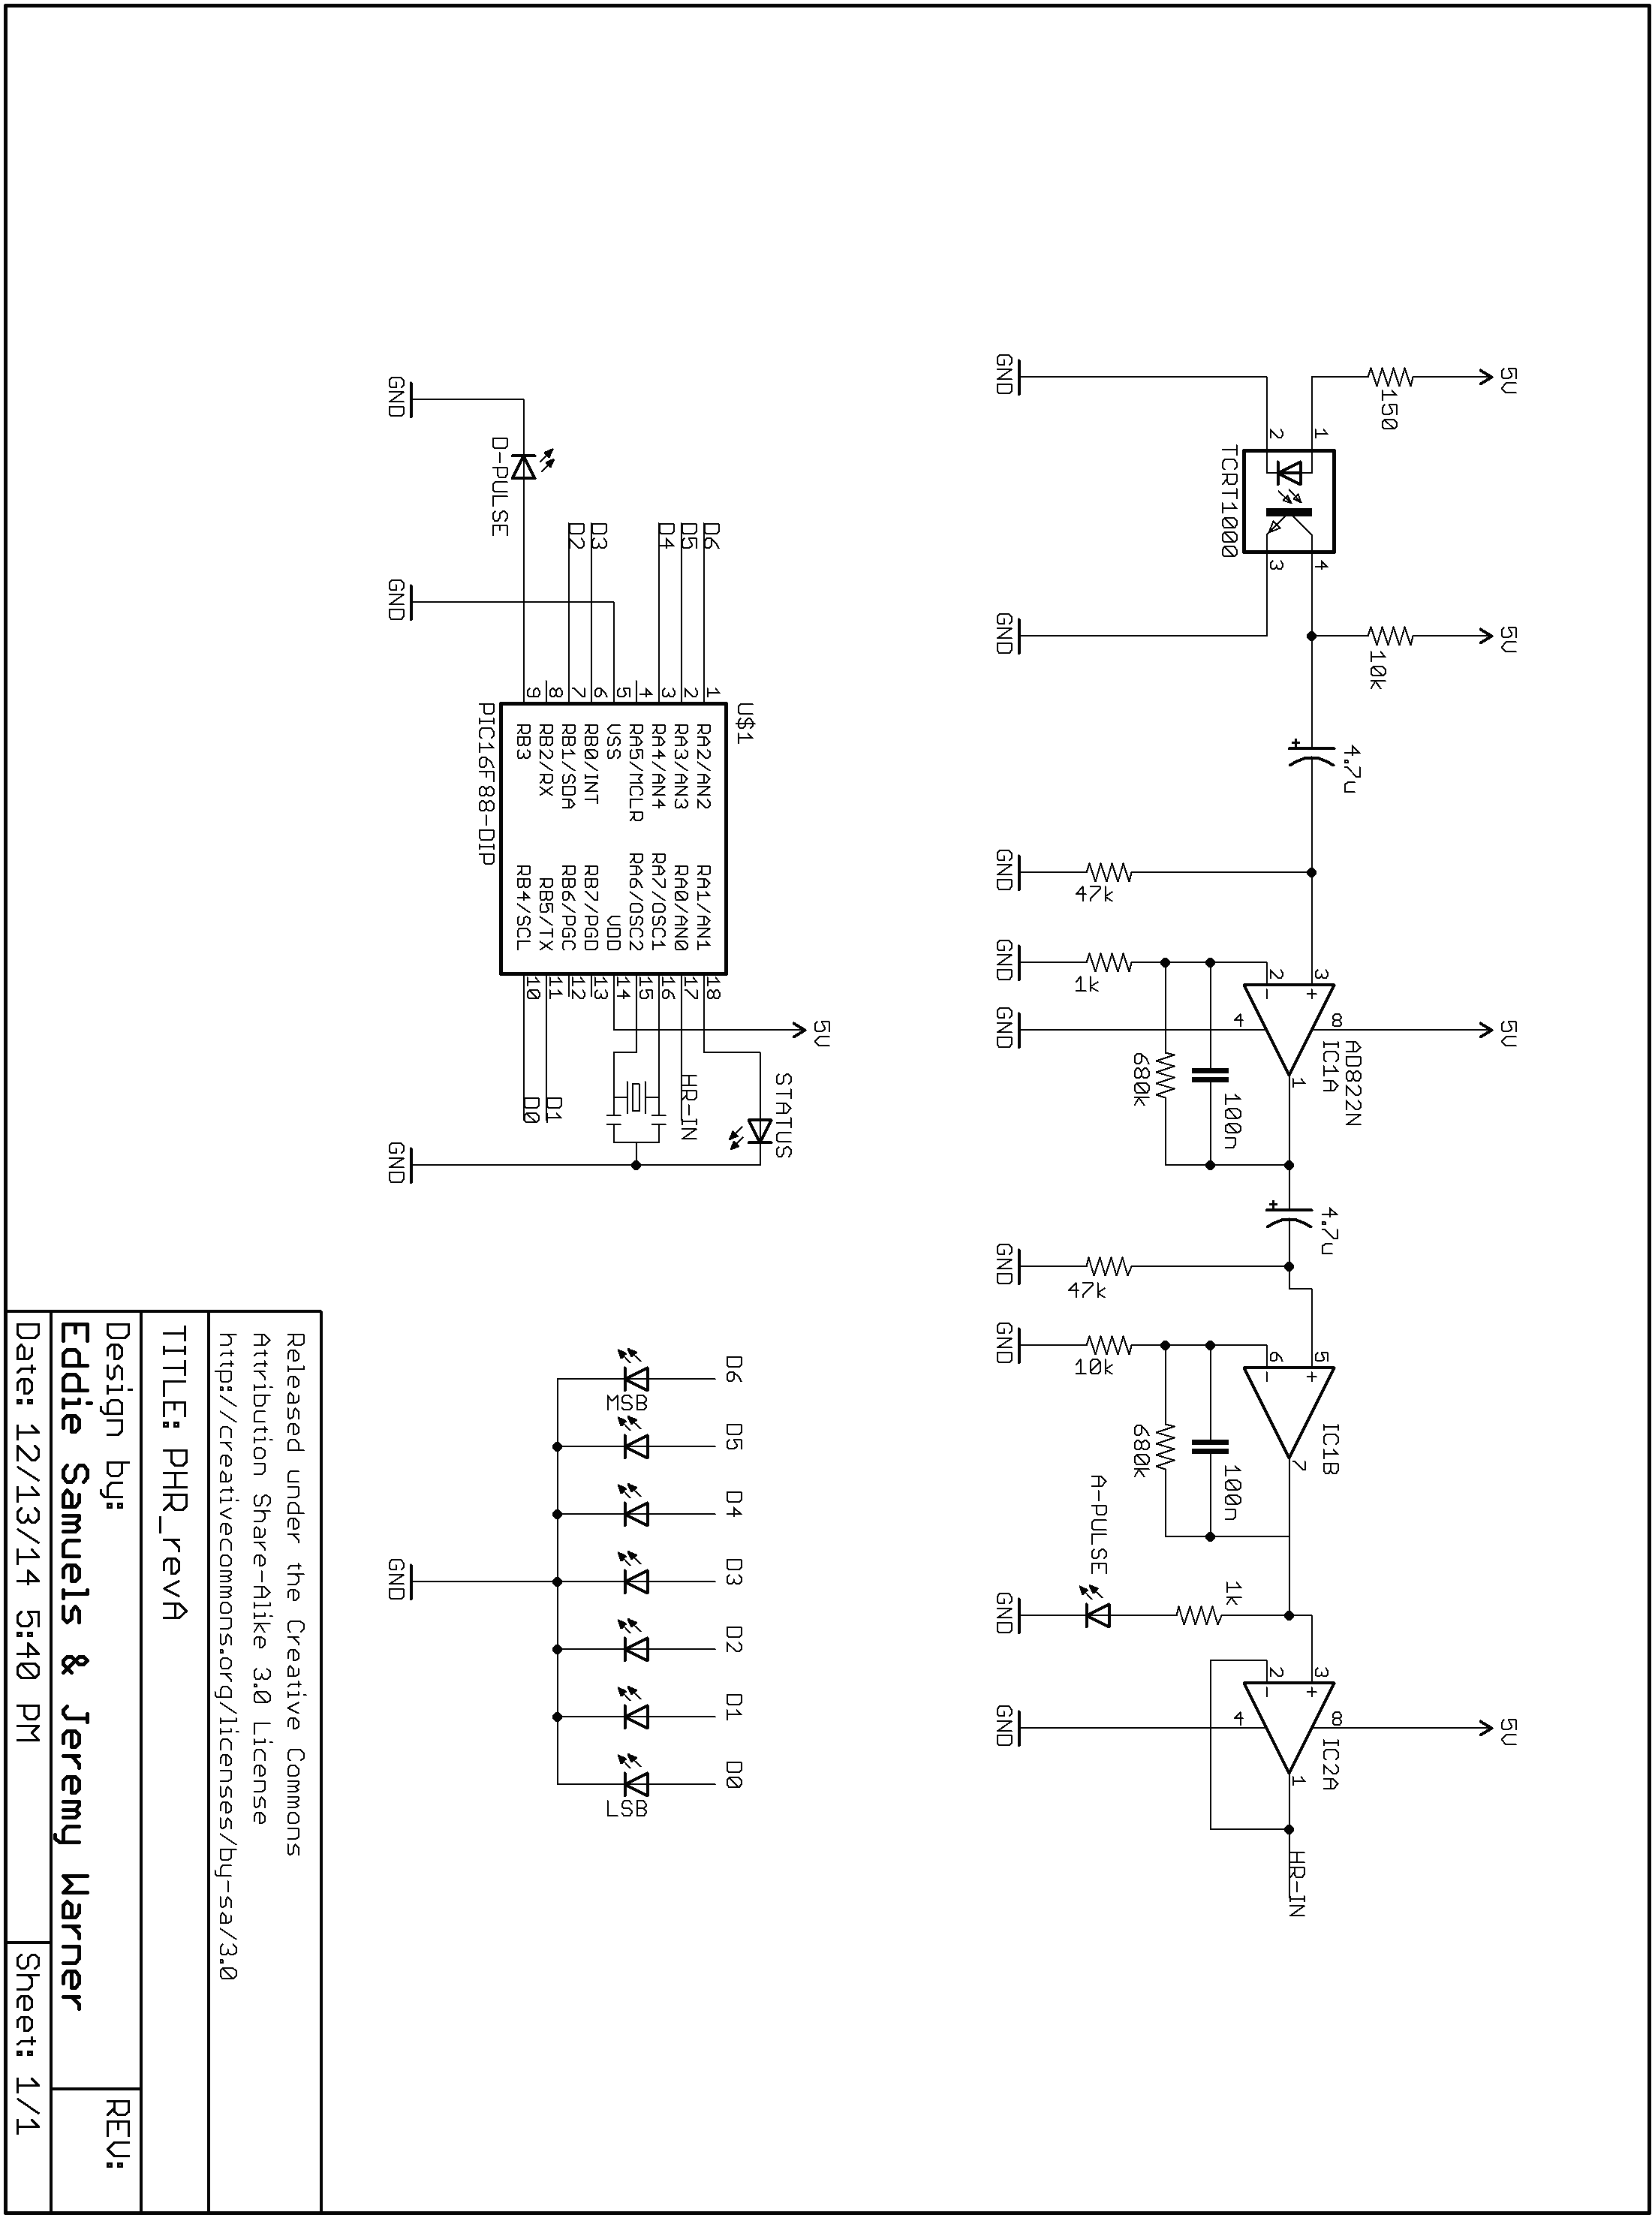 5V
5V
5V
5V
150
10k
1
2
TCRT1000
4
3
GND
GND
4.7u
47k
GND
1k
GND
3
2
+
-
8
4
1
AD822N
IC1A
GND
680k
100n
4.7u
47k
GND
10k
GND
5
6
+
-
7
IC1B
680k
100n
A-PULSE
1k
GND
3
2
+
-
8
4
1
IC2A
GND
HR-IN
U$1
PIC16F88-DIP
D6
D5
D4
D3
D2
D-PULSE
GND
GND
1 RA2/AN2 RA1/AN1 18
2 RA3/AN3 RA0/AN0 17
3 RA4/AN4 RA7/OSC1 16
4 RA5/MCLR RA6/OSC2 15
5 VSS VDD 14
6 RB0/INT RB7/PGD 13
7 RB1/SDA RB6/PGC 12
8 RB2/RX RB5/TX 11
9 RB3 RB4/SCL 10
5V
STATUS
HR-IN
D1
D0
GND
D6 D5 D4 D3 D2 D1 D0
MSB LSB
GND
Released under the Creative Commons
Attribution Share-Alike 3.0 License
http://creativecommons.org/licenses/by-sa/3.0
TITLE: PHR_revA
Design by:
REV:
Eddie Samuels & Jeremy Warner
Date: 12/13/14 5:40 PM
Sheet: 1/1